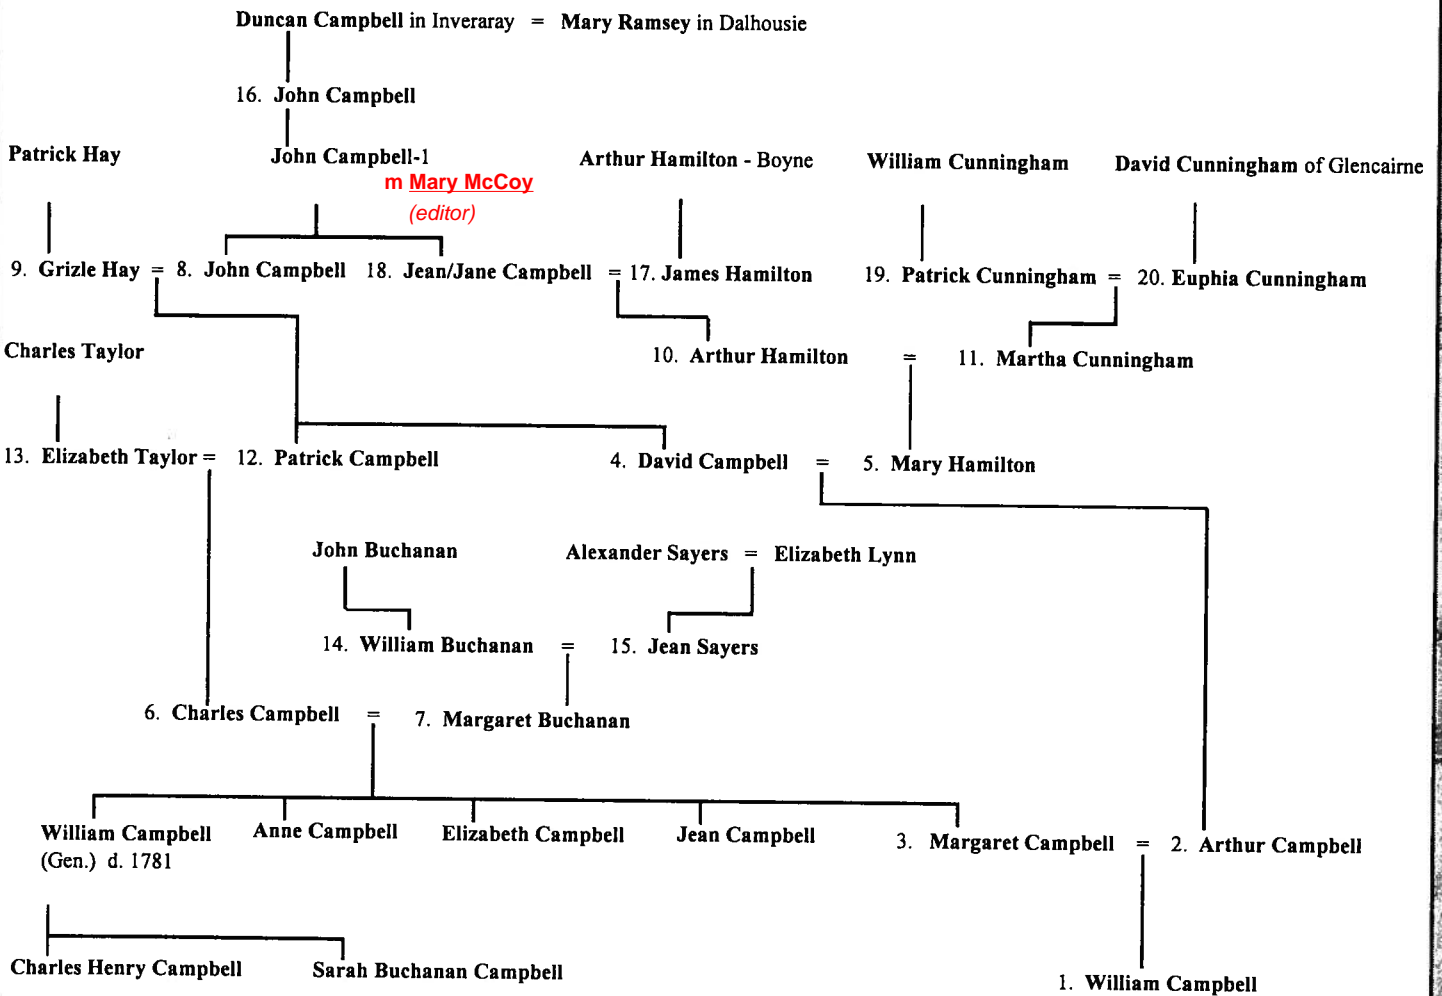 Duncan Campbell in Inveraray = Mary Ramsey in Dalhousie
16. John Campbell
Patrick Hay John Campbell-1 Arthur Hamilton - Boyne William Cunningham David Cunningham of Glencairne
m Mary McCoy
(editor)
9. Grizle Hay = 8. John Campbell 18. Jean/Jane Campbell = 17. James Hamilton 19. Patrick Cunningham = 20. Euphia Cunningham
Charles Taylor 10. Arthur Hamilton = 11. Martha Cunningham
13. Elizabeth Taylor = 12. Patrick Campbell 4. David Campbell = 5. Mary Hamilton
John Buchanan Alexander Sayers = Elizabeth Lynn
14. William Buchanan = 15. Jean Sayers
6. Charles Campbell = 7. Margaret Buchanan
William Campbell Anne Campbell Elizabeth Campbell Jean Campbell 3. Margaret Campbell = 2. Arthur Campbell
(Gen.) d. 1781
Charles Henry Campbell Sarah Buchanan Campbell
1. William Campbell